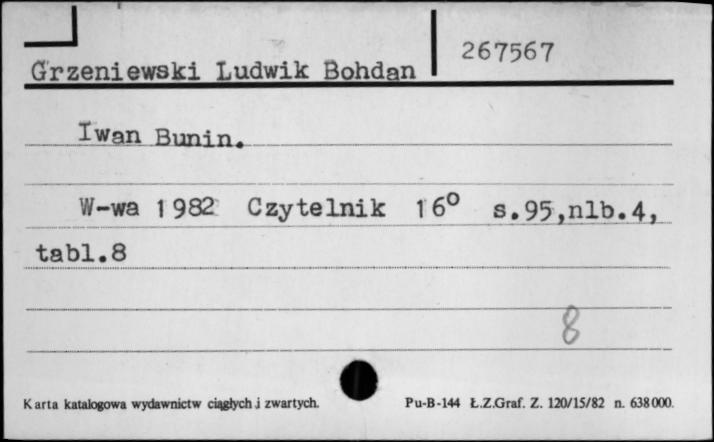 267567
Grzeniewski Ludwik Bohdan
Iwan Bunin.
W-wa 1982 Czytelnik 16° s.95,nlb.4,
tabl.8
8
Karta katalogowa wydawnictw ciągłych i zwartych. Pu-B-144 Ł.Z.Graf. Z. 120/15/82 n. 638000.